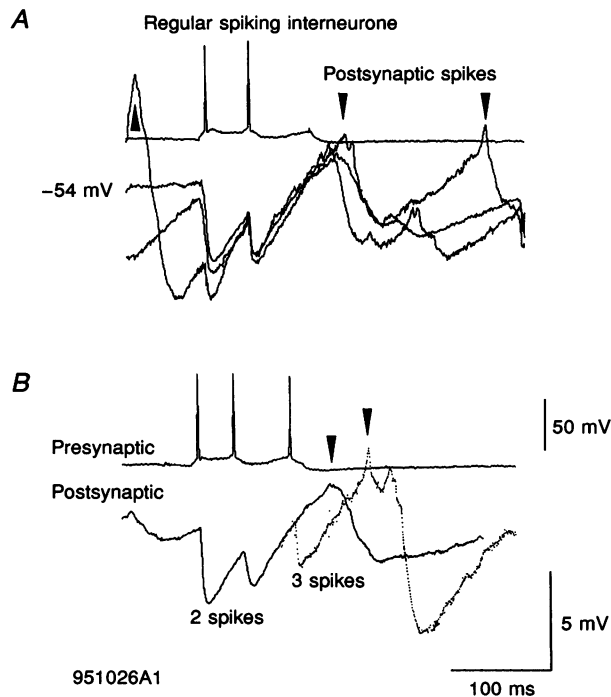 A
Regular spiking interneurone
Postsynaptic spikes
−54 mV
B
50 mV
Presynaptic
Postsynaptic
3 spikes
2 spikes
5 mV
951026A1
100 ms